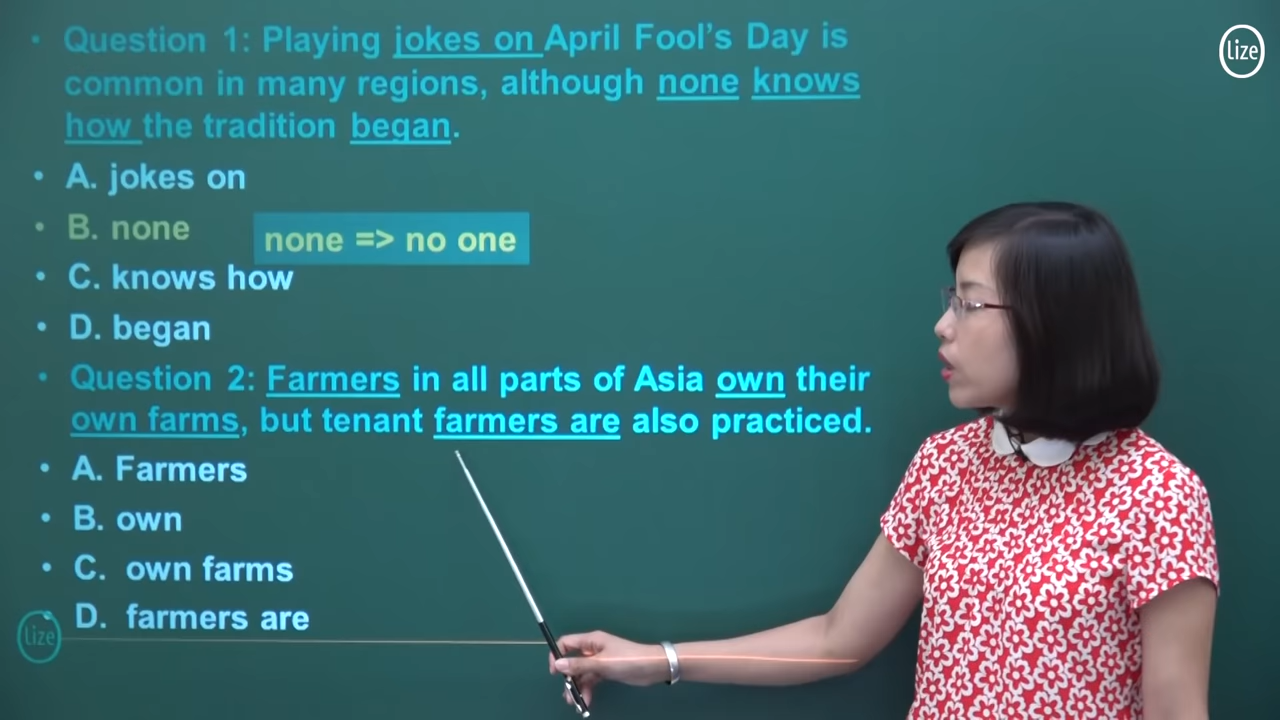 • Question 1: Playing jokes on April Fool's Day is
common in many regions, although none knows
how the tradition began.
• A. jokes on
• B. none
none => no one
• C. knows how
• D. began
• Question 2: Farmers in all parts of Asia own their
own farms, but tenant farmers are also practiced.
• A. Farmers
• B. own
• C. own farms
D. farmers are
lize
lize